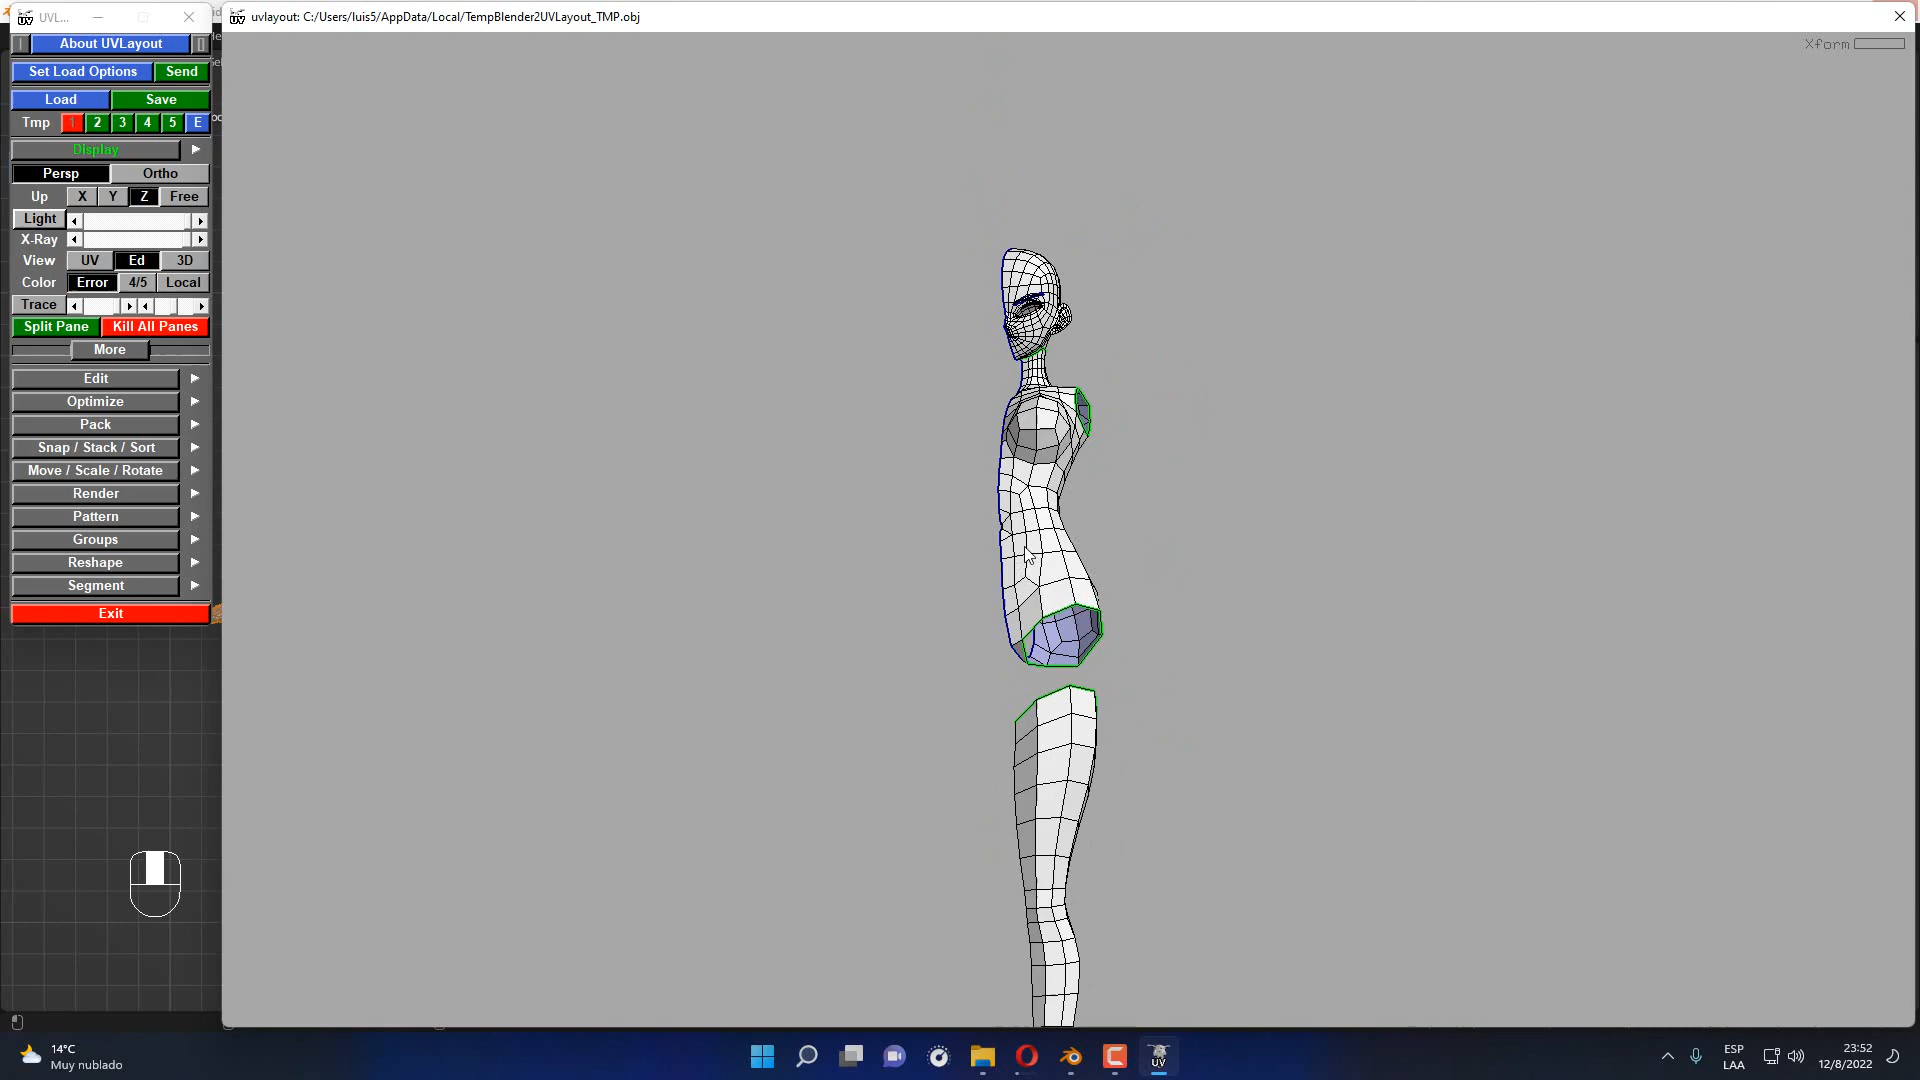 UVL...
uvlayout: C:/Users/luis5/AppData/Local/TempBlender2UVLayout_TMP.obj
About UVLayout
Set Load Options
Send
Load
Save
Tmp
1
2
3
4
5
E
Display
Persp
Ortho
Up
X
Y
Z
Free
Light
X-Ray
View
UV
Ed
3D
Color
Error
4/5
Local
Trace
Split Pane
Kill All Panes
More
Edit
Optimize
Pack
Snap / Stack / Sort
Move / Scale / Rotate
Render
Pattern
Groups
Reshape
Segment
Exit
Xform
14°C
Muy nublado
UV
ESP
LAA
23:52
12/8/2022